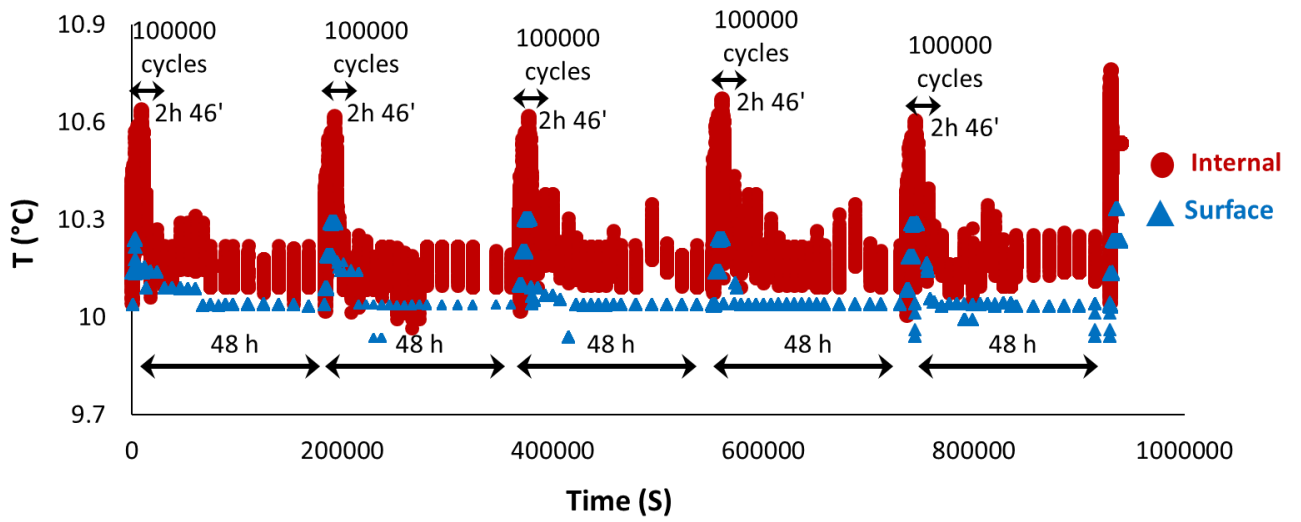 10.9
10.6
10.3
10
9.7
T (°C)
100000
cycles
2h 46'
100000
cycles
2h 46'
100000
cycles
2h 46'
100000
cycles
2h 46'
100000
cycles
2h 46'
Internal
Surface
48 h
48 h
48 h
48 h
48 h
0
200000
400000
600000
800000
1000000
Time (S)